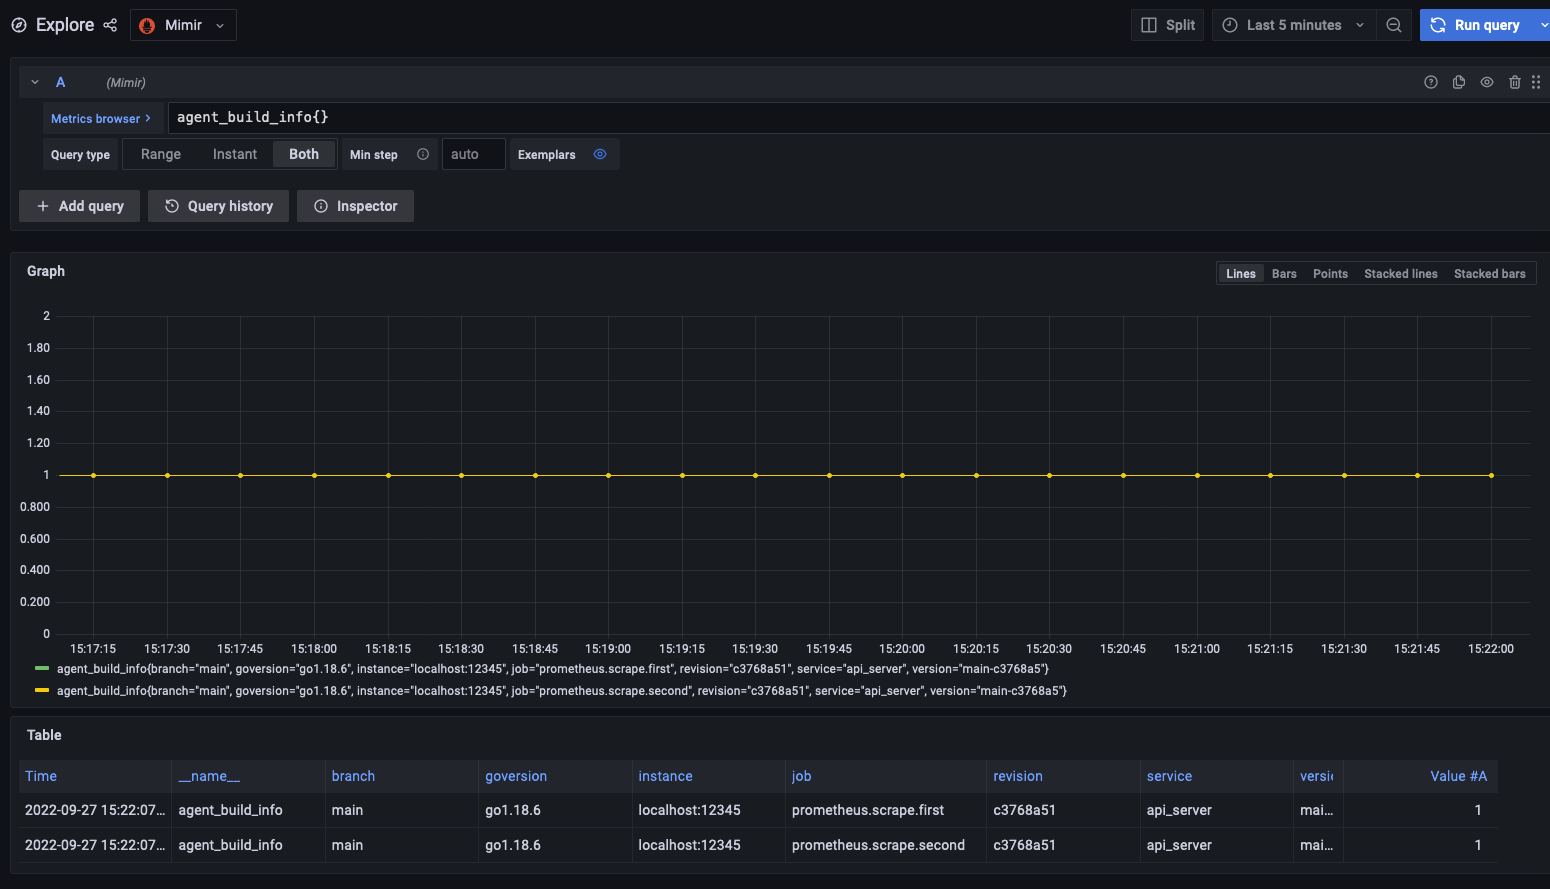 Explore Mimir Split Last 5 minutes Run query
A (Mimir)
Metrics browser > agent_build_info{}
Query type Range Instant Both Min step auto Exemplars
+ Add query Query history Inspector
Graph
Lines Bars Points Stacked lines Stacked bars
2
1.80
1.60
1.40
1.20
1
0.800
0.600
0.400
0.200
0
15:17:15 15:17:30 15:17:45 15:18:00 15:18:15 15:18:30 15:18:45 15:19:00 15:19:15 15:19:30 15:19:45 15:20:00 15:20:15 15:20:30 15:20:45 15:21:00 15:21:15 15:21:30 15:21:45 15:22:00
agent_build_info{branch="main", goversion="go1.18.6", instance="localhost:12345", job="prometheus.scrape.first", revision="c3768a51", service="api_server", version="main-c3768a5"}
agent_build_info{branch="main", goversion="go1.18.6", instance="localhost:12345", job="prometheus.scrape.second", revision="c3768a51", service="api_server", version="main-c3768a5"}
Table
Time __name__ branch goversion instance job revision service versi Value #A
2022-09-27 15:22:07... agent_build_info main go1.18.6 localhost:12345 prometheus.scrape.first c3768a51 api_server mai... 1
2022-09-27 15:22:07... agent_build_info main go1.18.6 localhost:12345 prometheus.scrape.second c3768a51 api_server mai... 1